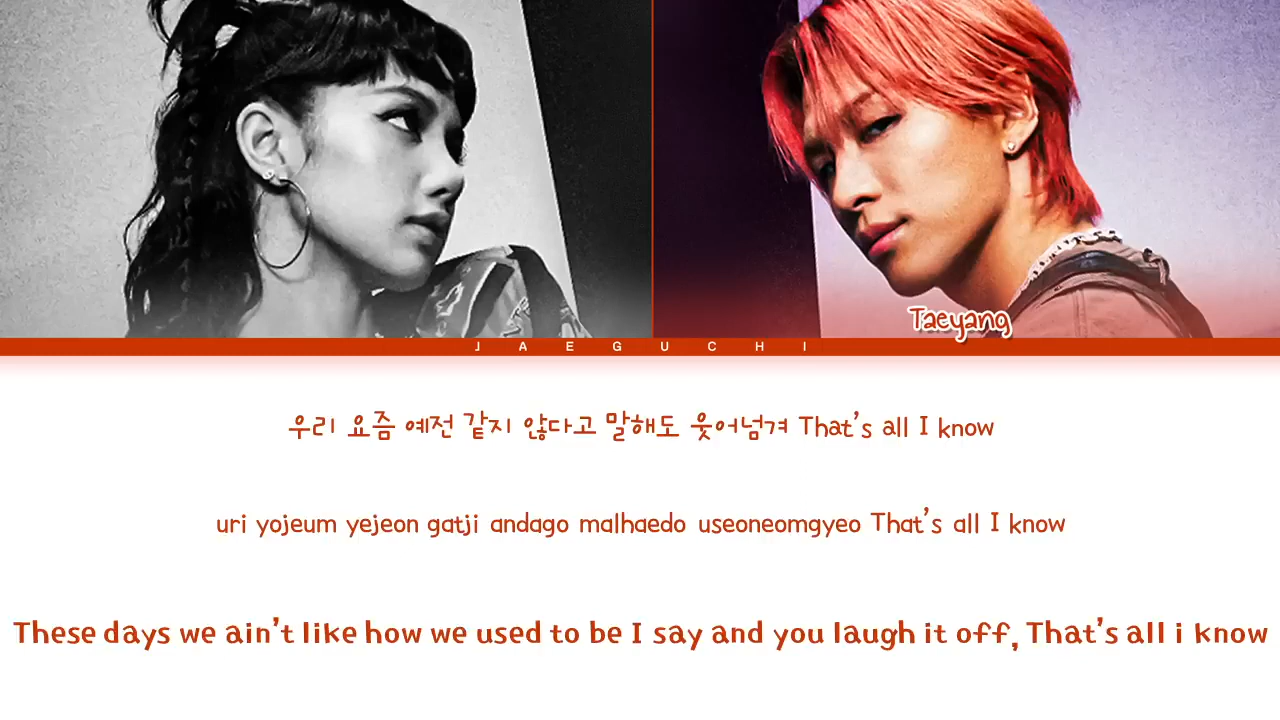 Taeyang
JAEGUCHI
우리 요즘 예전 같지 않다고 말해도 웃어넘겨 That's all I know
uri yojeum yejeon gatji andago malhaedo useoneomgyeo That's all I know
These days we ain't like how we used to be I say and you laugh it off, That's all i know